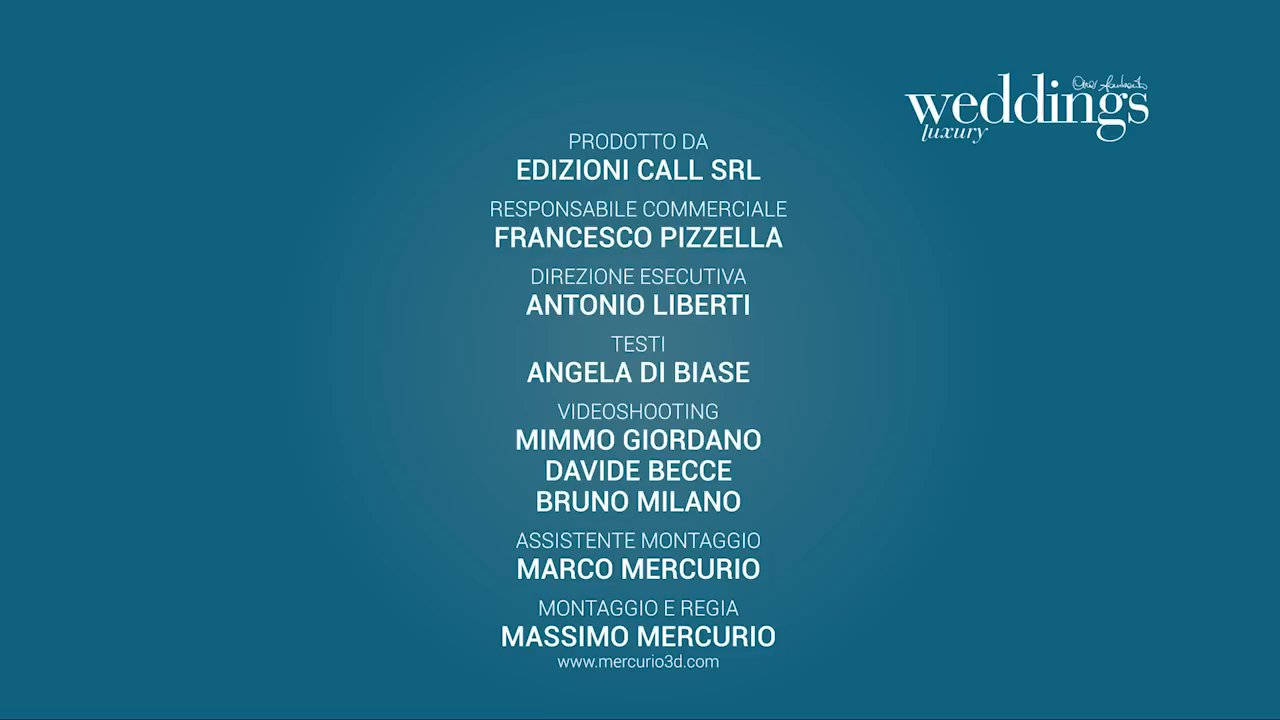 weddings
luxury
PRODOTTO DA
EDIZIONI CALL SRL
RESPONSABILE COMMERCIALE
FRANCESCO PIZZELLA
DIREZIONE ESECUTIVA
ANTONIO LIBERTI
TESTI
ANGELA DI BIASE
VIDEOSHOOTING
MIMMO GIORDANO
DAVIDE BECCE
BRUNO MILANO
ASSISTENTE MONTAGGIO
MARCO MERCURIO
MONTAGGIO E REGIA
MASSIMO MERCURIO
www.mercurio3d.com